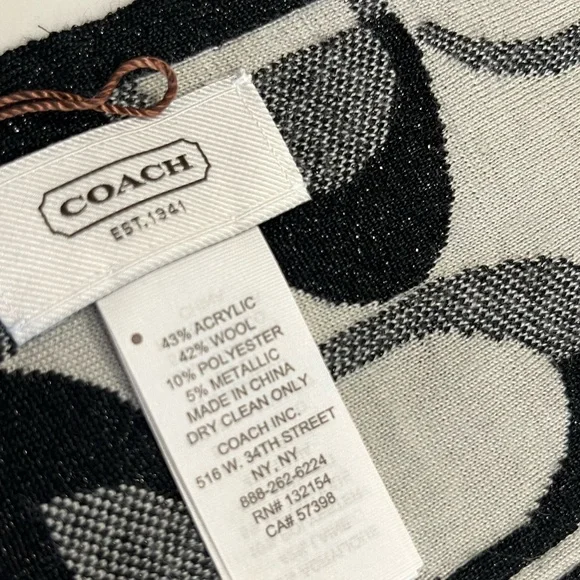 COACH
EST. 1941
43% ACRYLIC
42% WOOL
10% POLYESTER
5% METALLIC
MADE IN CHINA
DRY CLEAN ONLY
COACH INC.
516 W. 34TH STREET
NY, NY
888-262-6224
RN# 132154
CA# 57398